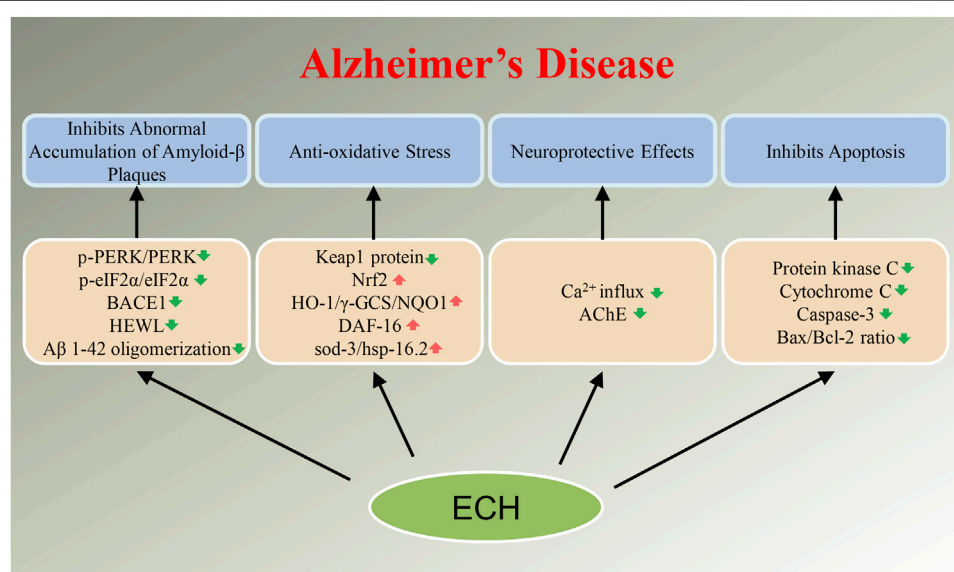 Alzheimer's Disease
Inhibits Abnormal
Accumulation of Amyloid-β
Plaques
Anti-oxidative Stress
Neuroprotective Effects
Inhibits Apoptosis
p-PERK/PERK
p-eIF2α/eIF2α
BACE1
HEWL
Aβ 1-42 oligomerization
Keap1 protein
Nrf2
HO-1/γ-GCS/NQO1
DAF-16
sod-3/hsp-16.2
Ca²⁺ influx
AChE
Protein kinase C
Cytochrome C
Caspase-3
Bax/Bcl-2 ratio
ECH